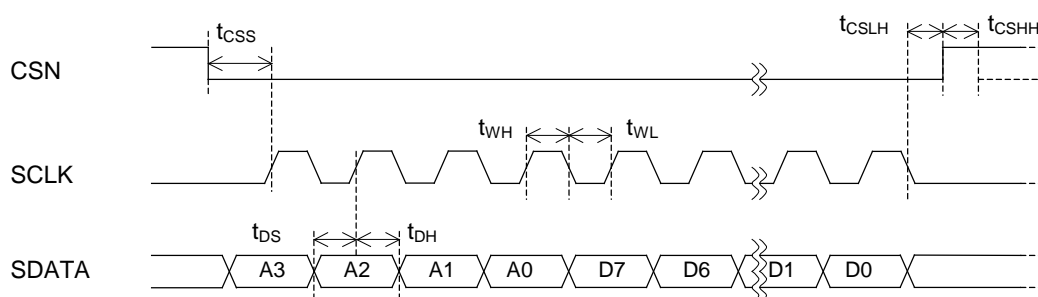 tCSS
tCSLH
tCSHH
CSN
tWH
tWL
SCLK
tDS
tDH
SDATA
A3 A2 A1 A0 D7 D6 D1 D0